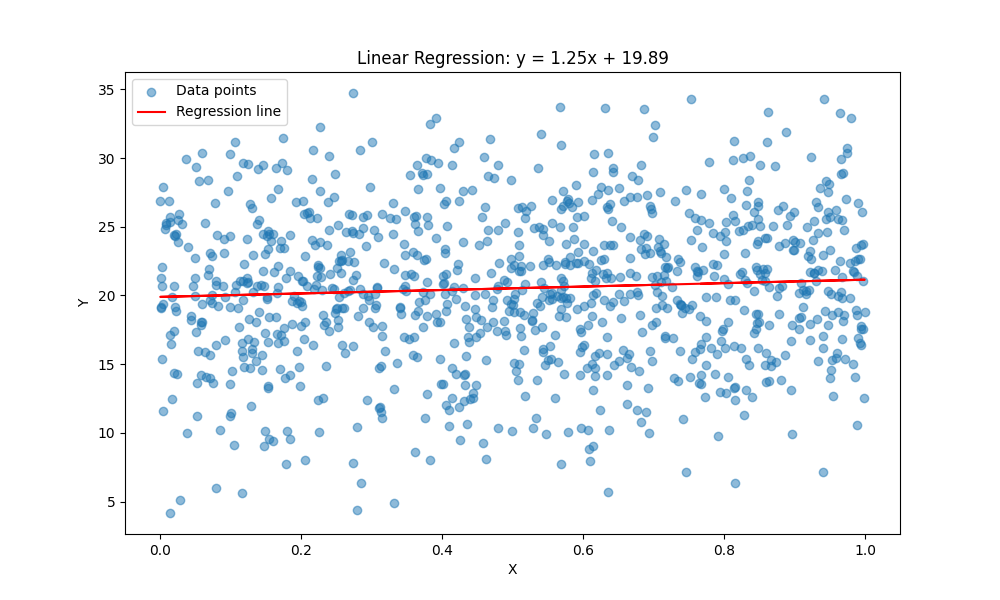 Linear Regression: y = 1.25x + 19.89
Data points
Regression line
35
30
25
20
15
10
5
Y
0.0 0.2 0.4 0.6 0.8 1.0
X